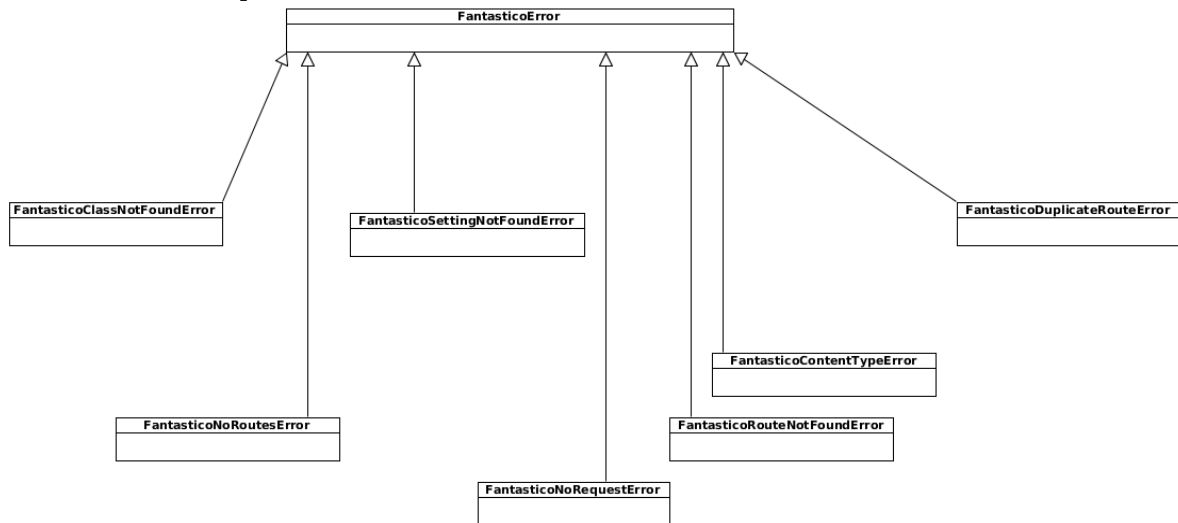 FantasticoError
FantasticoClassNotFoundError
FantasticoSettingNotFoundError
FantasticoDuplicateRouteError
FantasticoContentTypeError
FantasticoNoRoutesError
FantasticoRouteNotFoundError
FantasticoNoRequestError